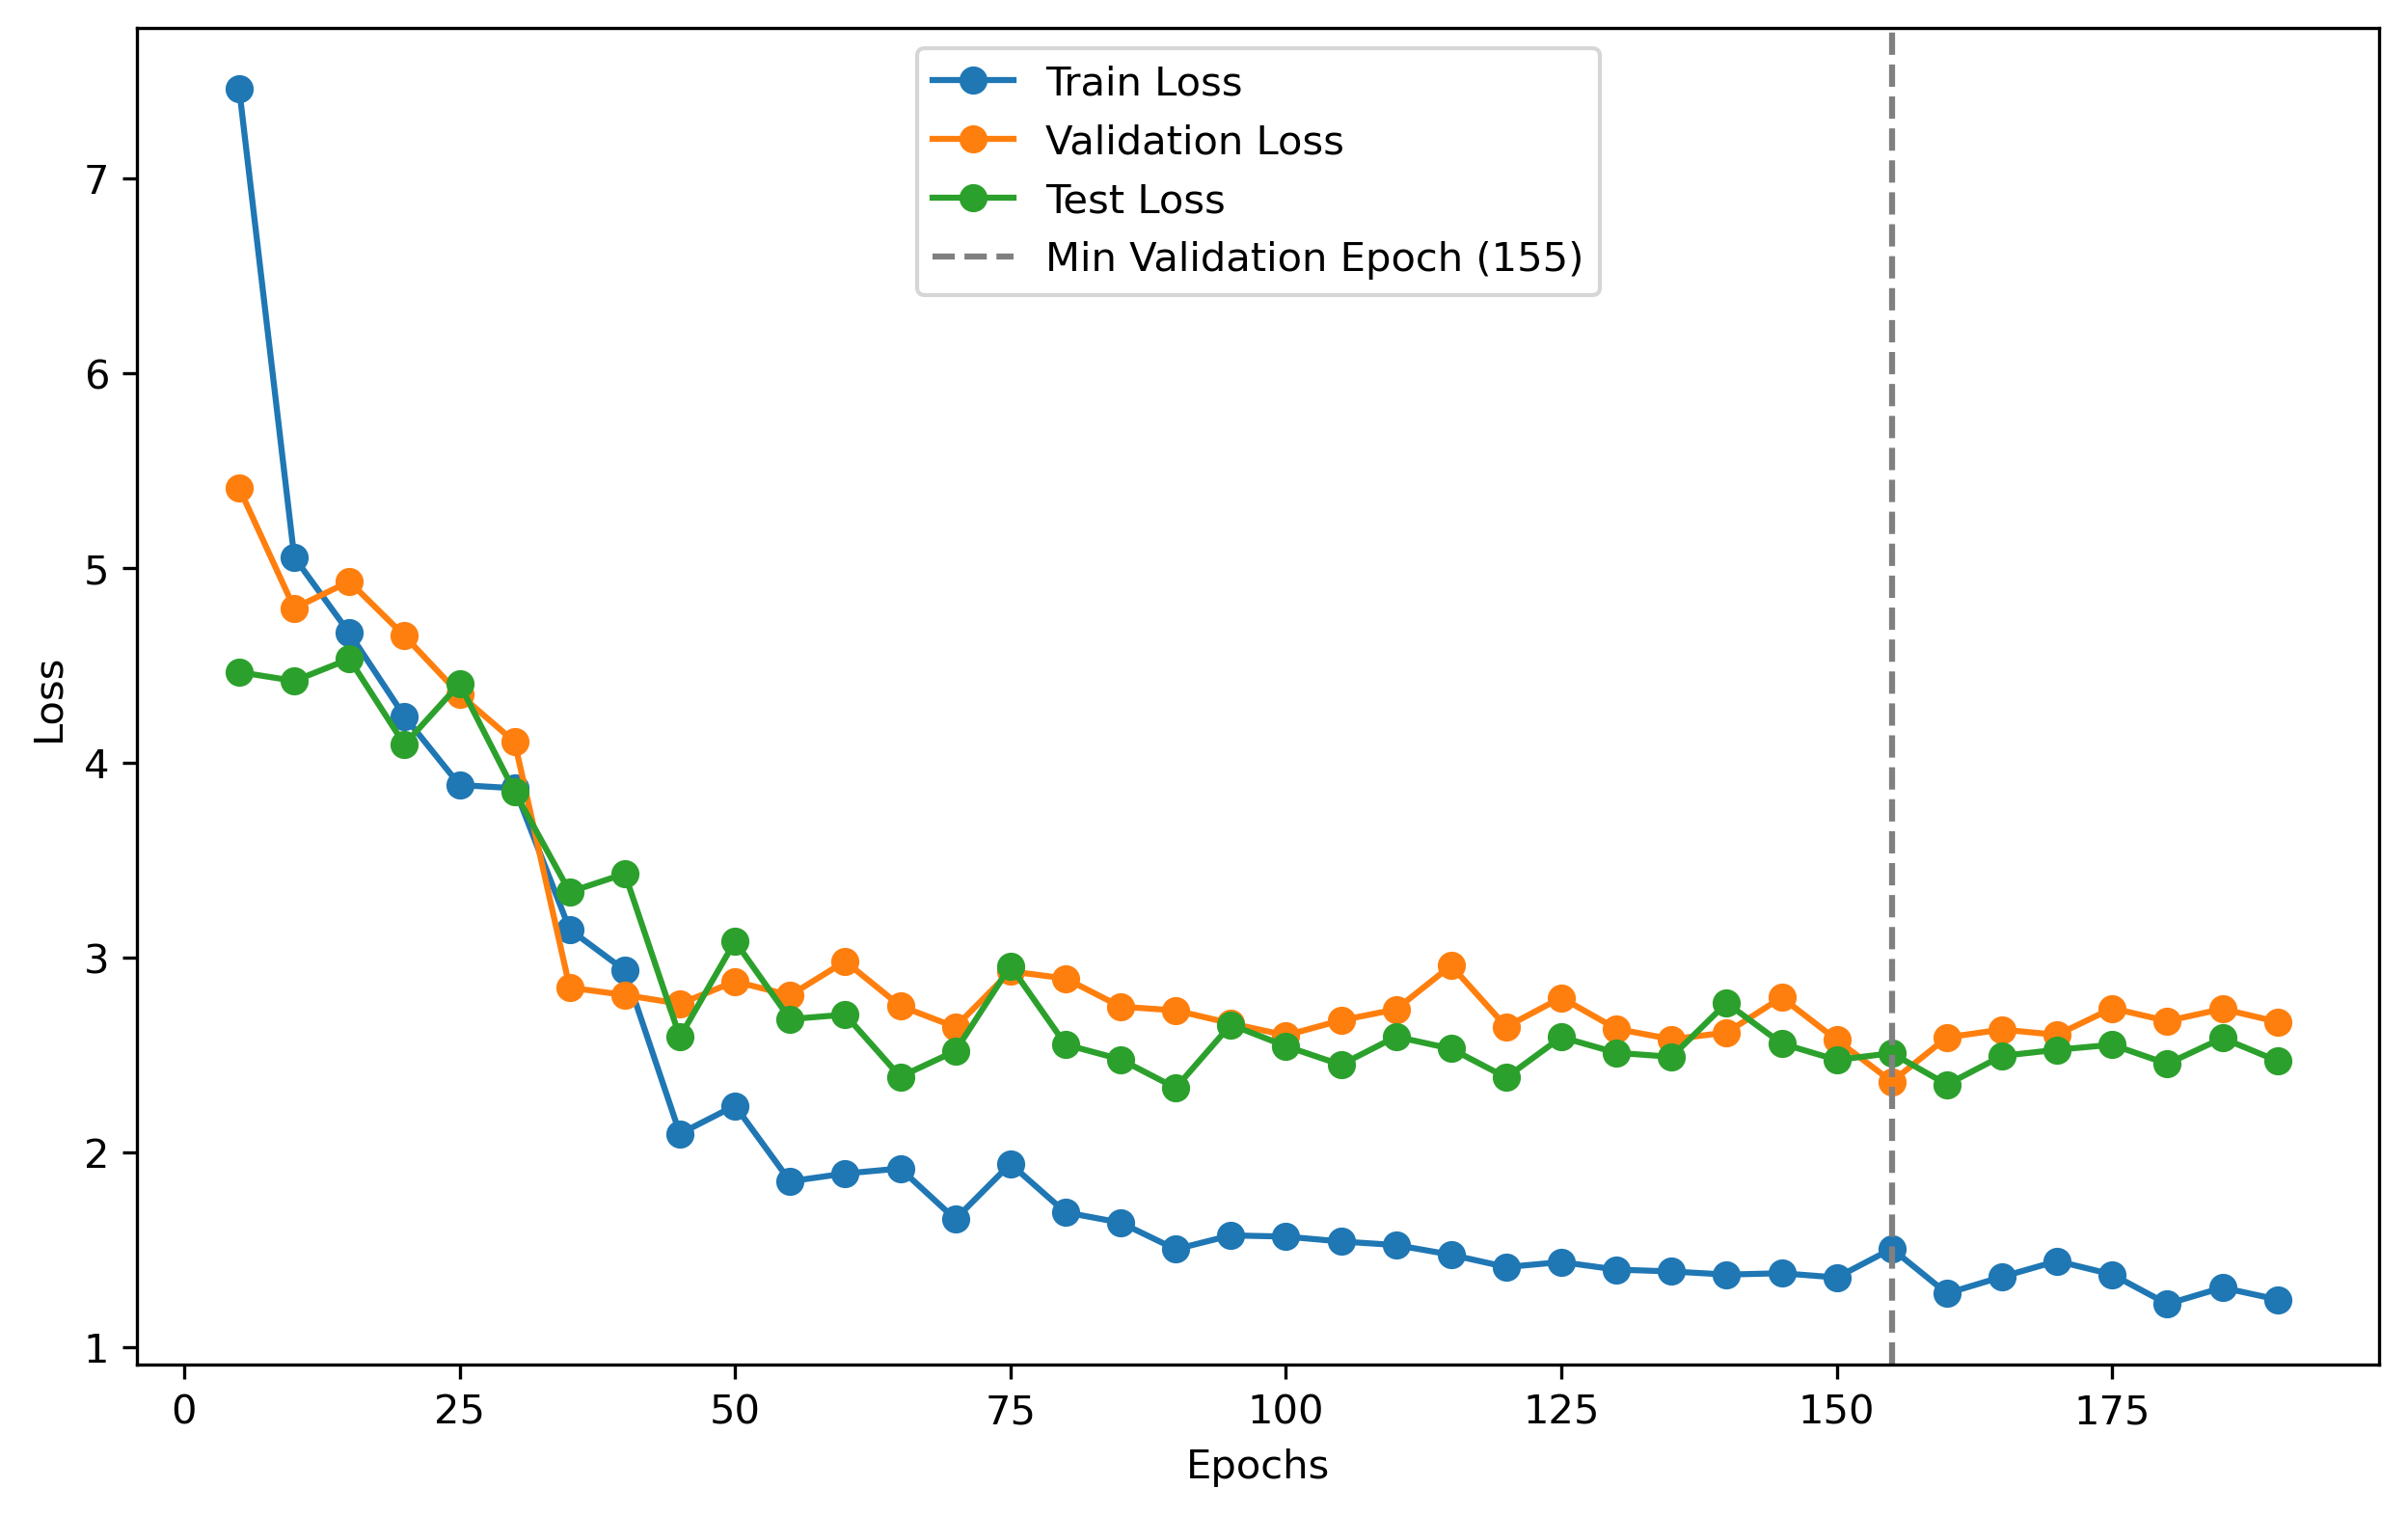 Train Loss
Validation Loss
Test Loss
Min Validation Epoch (155)
7
6
5
4
3
2
1
Loss
0 25 50 75 100 125 150 175
Epochs